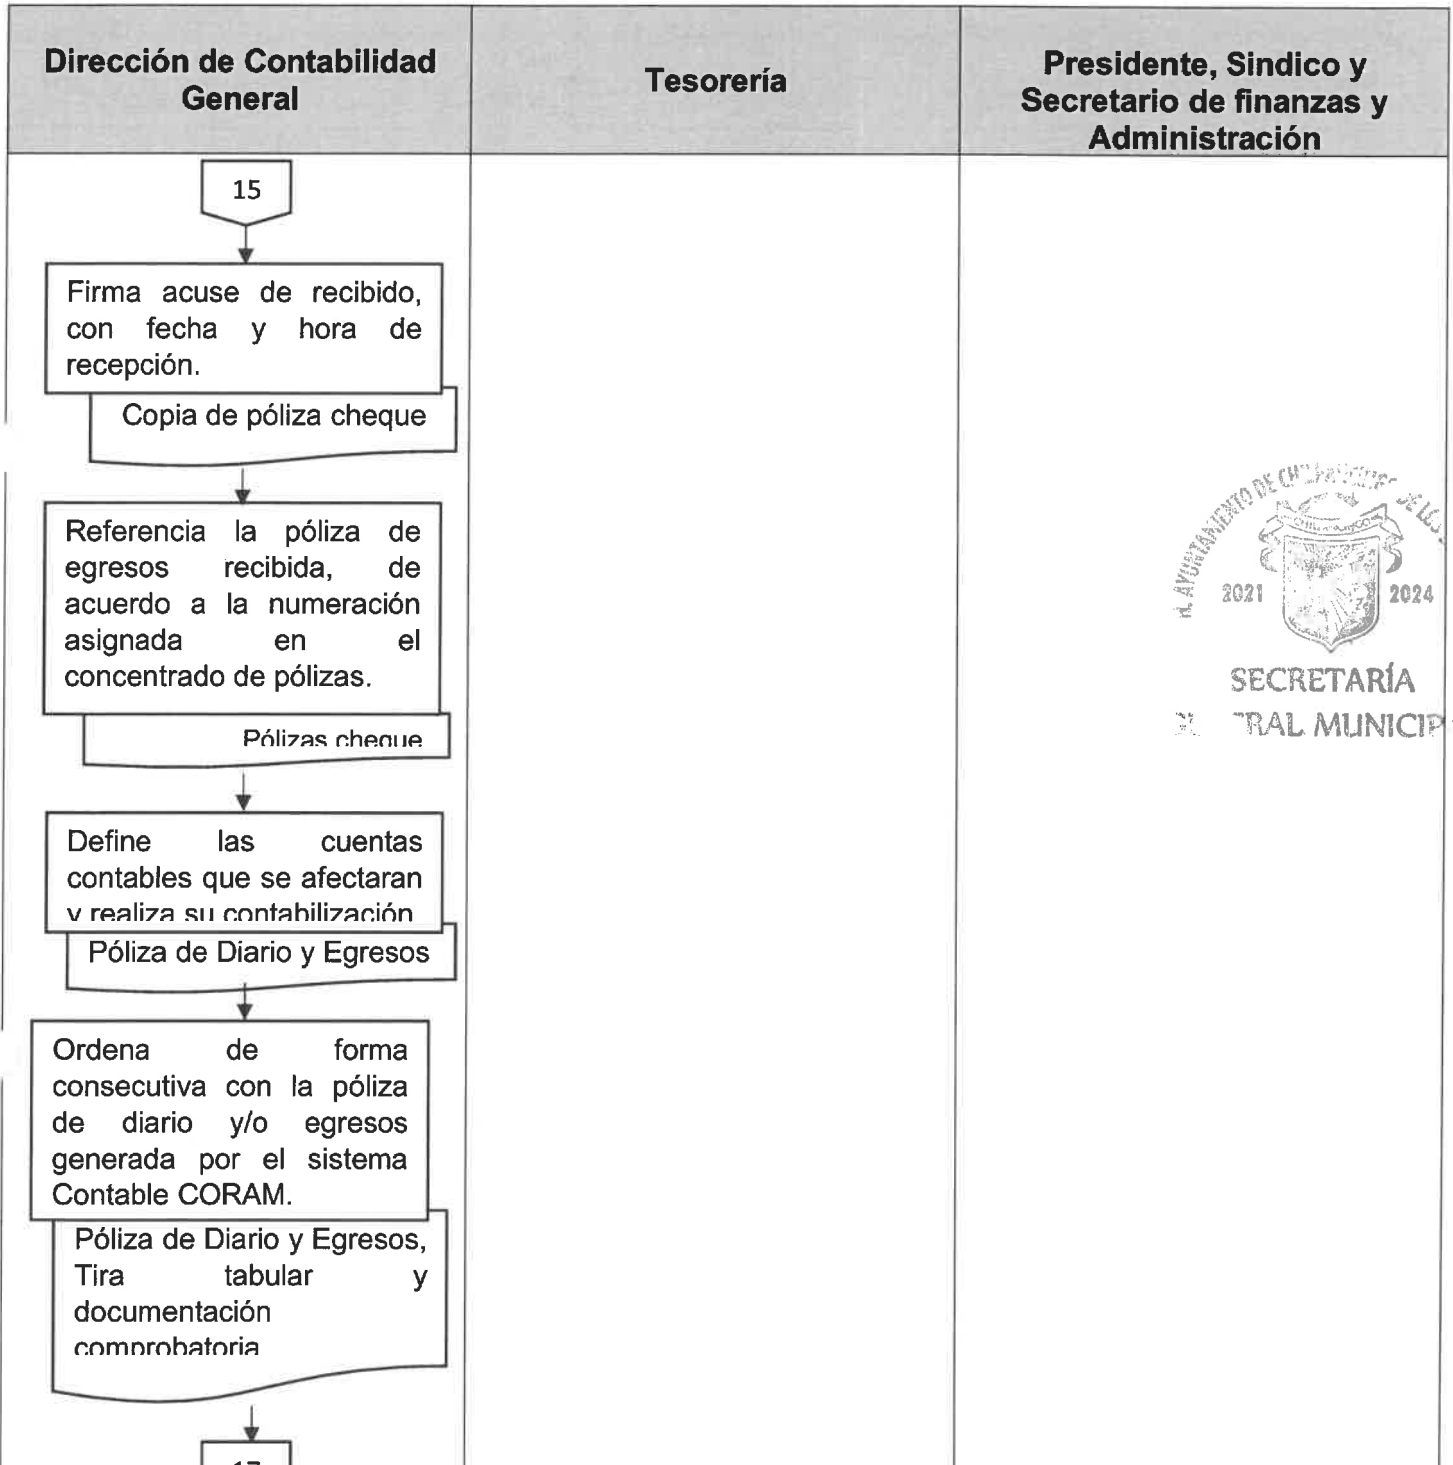 Dirección de Contabilidad
General
Tesorería
Presidente, Sindico y
Secretario de finanzas y
Administración
15
Firma acuse de recibido,
con fecha y hora de
recepción.
Copia de póliza cheque
Referencia la póliza de
egresos recibida, de
acuerdo a la numeración
asignada en el
concentrado de pólizas.
Pólizas cheque
Define las cuentas
contables que se afectaran
y realiza su contabilización
Póliza de Diario y Egresos
Ordena de forma
consecutiva con la póliza
de diario y/o egresos
generada por el sistema
Contable CORAM.
Póliza de Diario y Egresos,
Tira tabular y
documentación
comprobatoria
17
AYUNTAMIENTO DE
2021 2024
SECRETARÍA
MUNICIP